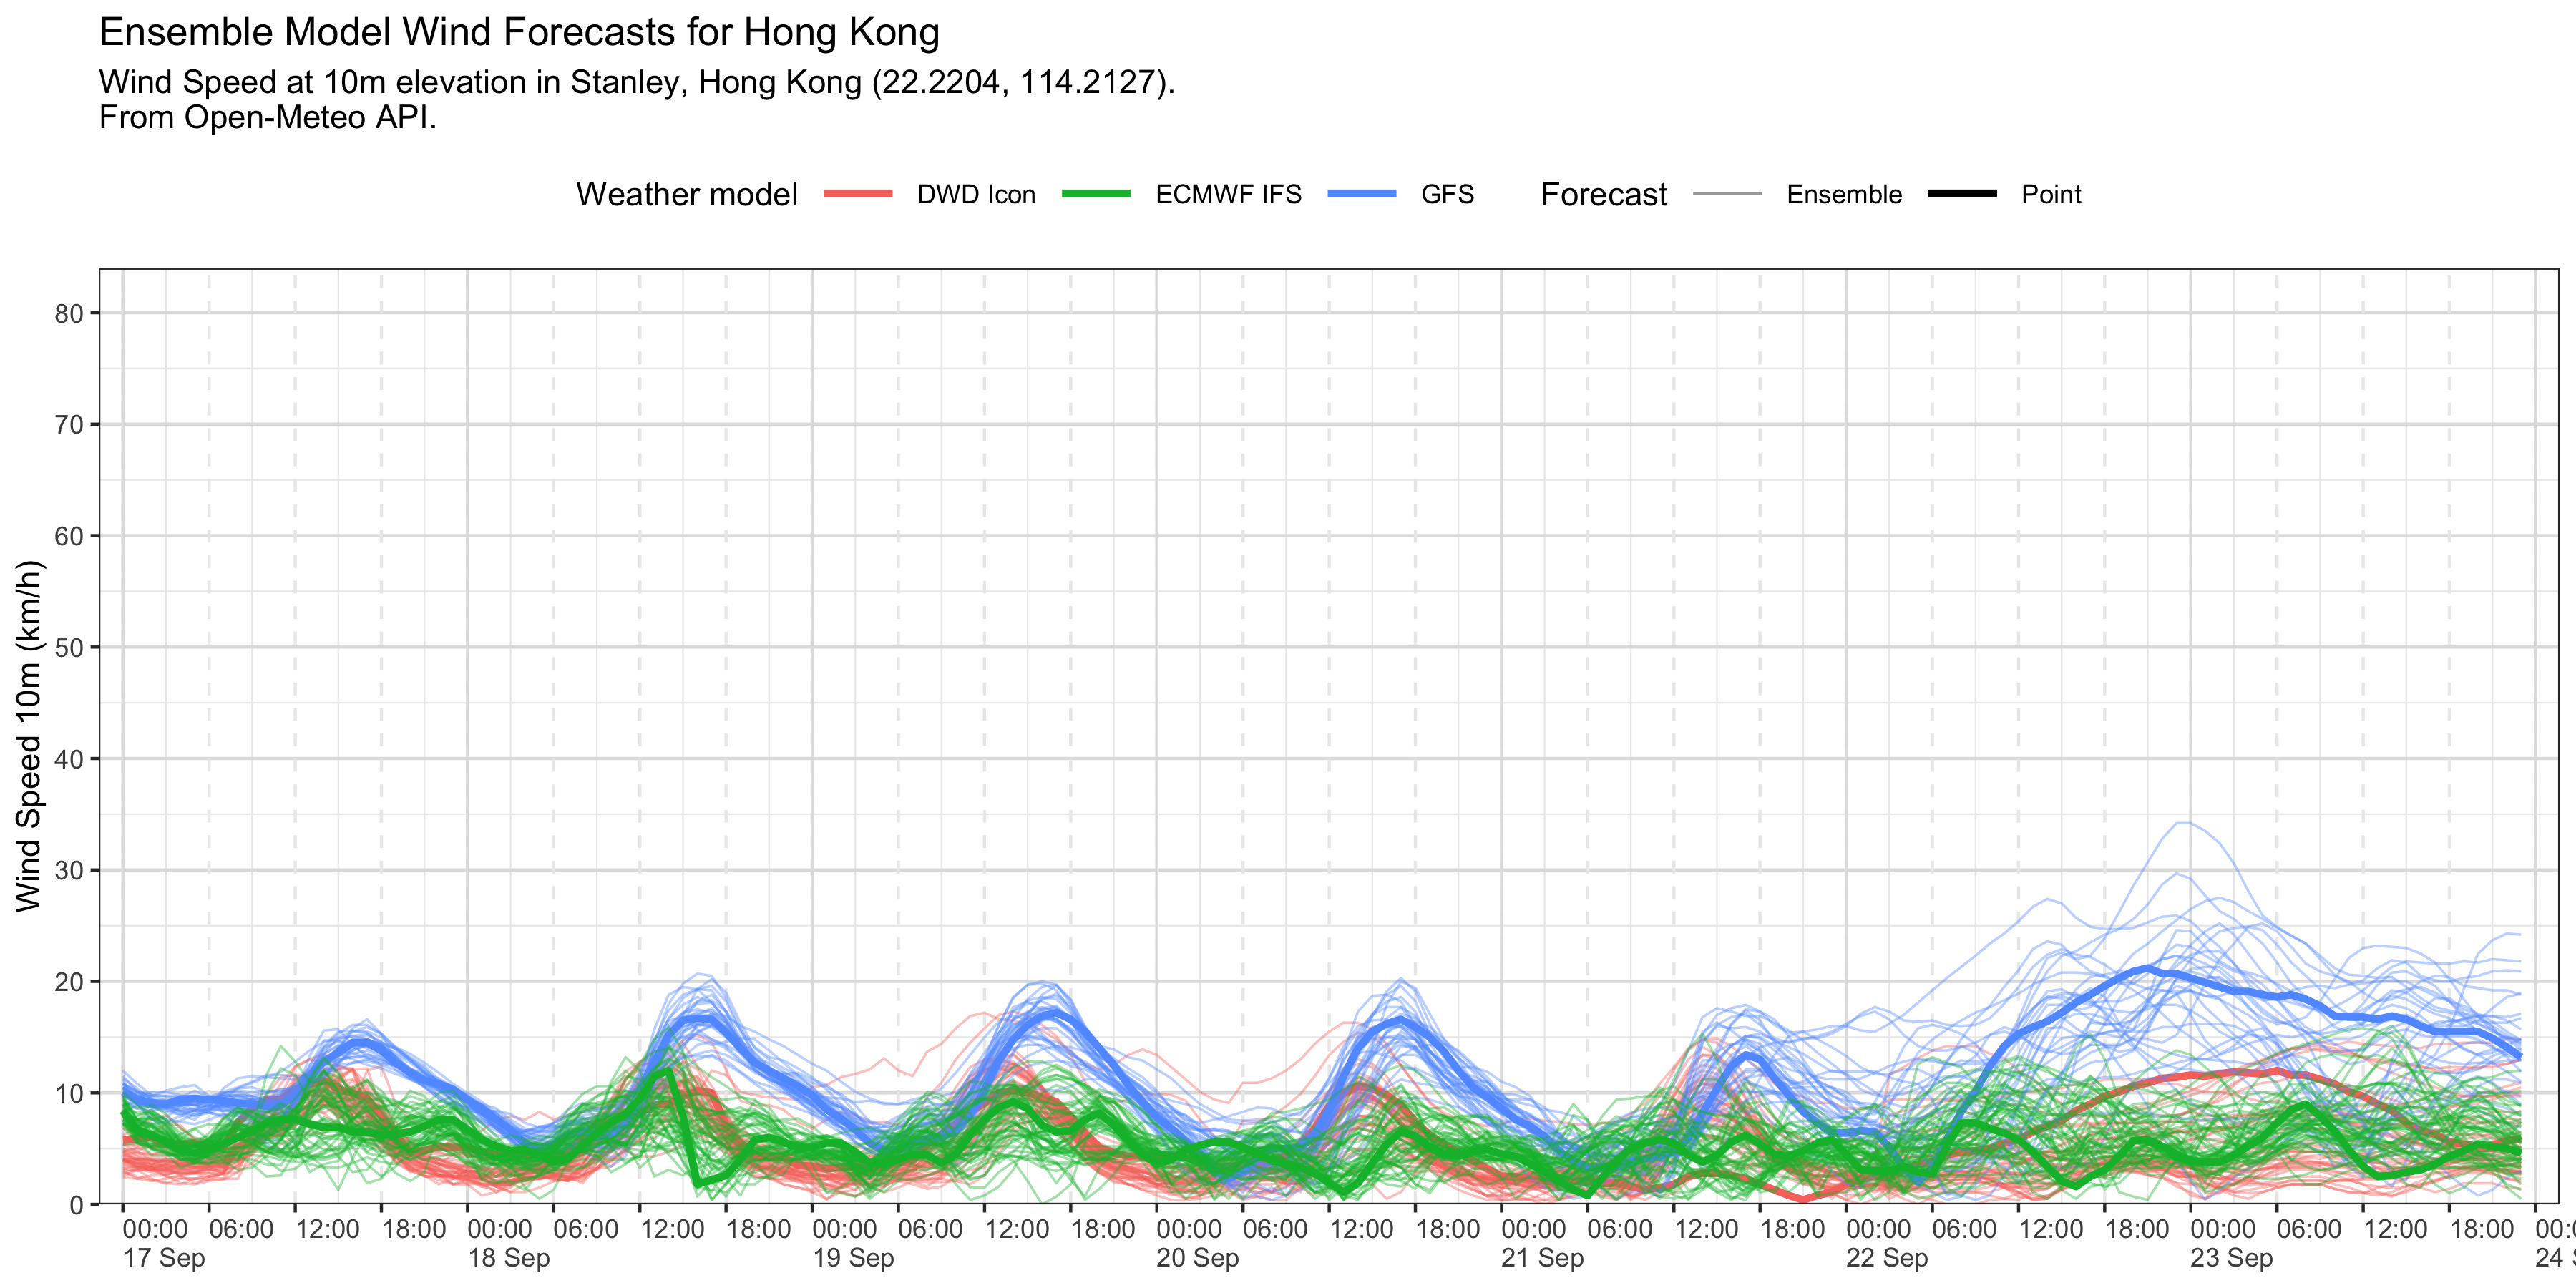 Ensemble Model Wind Forecasts for Hong Kong
Wind Speed at 10m elevation in Stanley, Hong Kong (22.2204, 114.2127).
From Open-Meteo API.
Weather model DWD Icon ECMWF IFS GFS Forecast Ensemble Point
Wind Speed 10m (km/h)
80
70
60
50
40
30
20
10
0
00:00 06:00 12:00 18:00 00:00 06:00 12:00 18:00 00:00 06:00 12:00 18:00 00:00 06:00 12:00 18:00 00:00 06:00 12:00 18:00 00:00 06:00 12:00 18:00 00:00 06:00 12:00 18:00 00:0
17 Sep 18 Sep 19 Sep 20 Sep 21 Sep 22 Sep 23 Sep 24 S